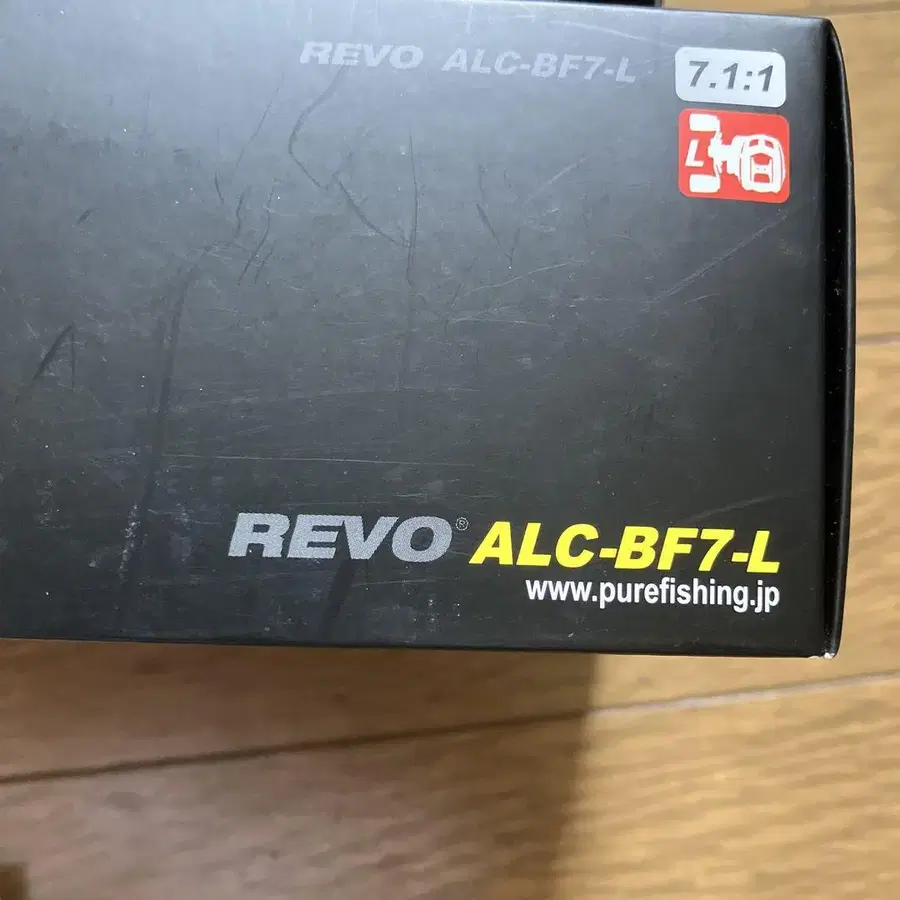 REVO ALC-BF7-L
7.1:1
L
REVO® ALC-BF7-L
www.purefishing.jp